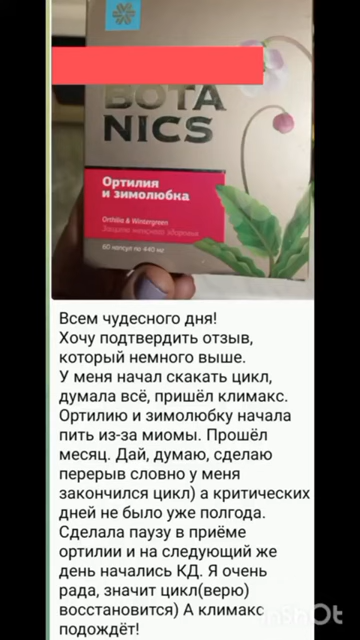 BOTA
NICS
Ортилия
и зимолюбка
Orthilia & Wintergreen
Защита женского здоровья
60 капсул по 440 мг
Всем чудесного дня!
Хочу подтвердить отзыв,
который немного выше.
У меня начал скакать цикл,
думала всё, пришёл климакс.
Ортилию и зимолюбку начала
пить из-за миомы. Прошёл
месяц. Дай, думаю, сделаю
перерыв словно у меня
закончился цикл) а критических
дней не было уже полгода.
Сделала паузу в приёме
ортилии и на следующий же
день начались КД. Я очень
рада, значит цикл(верю)
восстановится) А климакс
подождёт!